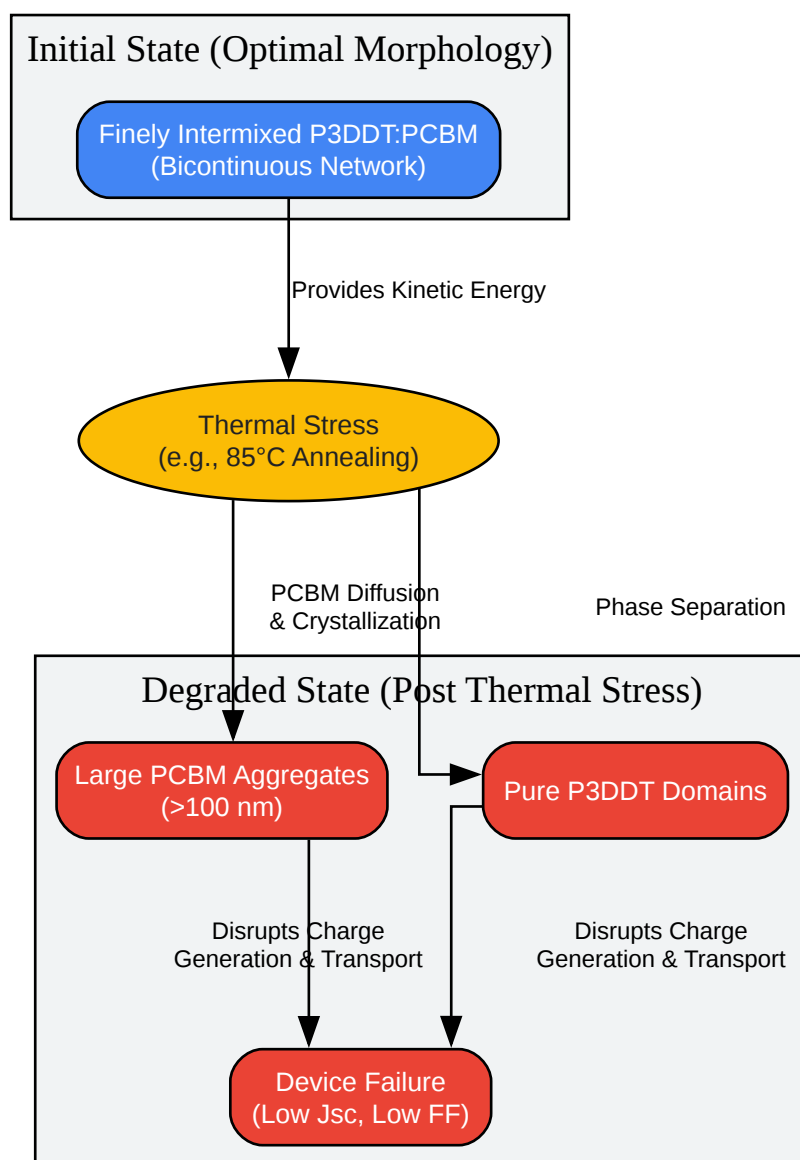 Initial State (Optimal Morphology)
Finely Intermixed P3DDT:PCBM
(Bicontinuous Network)
Provides Kinetic Energy
Thermal Stress
(e.g., 85°C Annealing)
PCBM Diffusion
& Crystallization
Phase Separation
Degraded State (Post Thermal Stress)
Large PCBM Aggregates
(>100 nm)
Pure P3DDT Domains
Disrupts Charge
Generation & Transport
Disrupts Charge
Generation & Transport
Device Failure
(Low Jsc, Low FF)